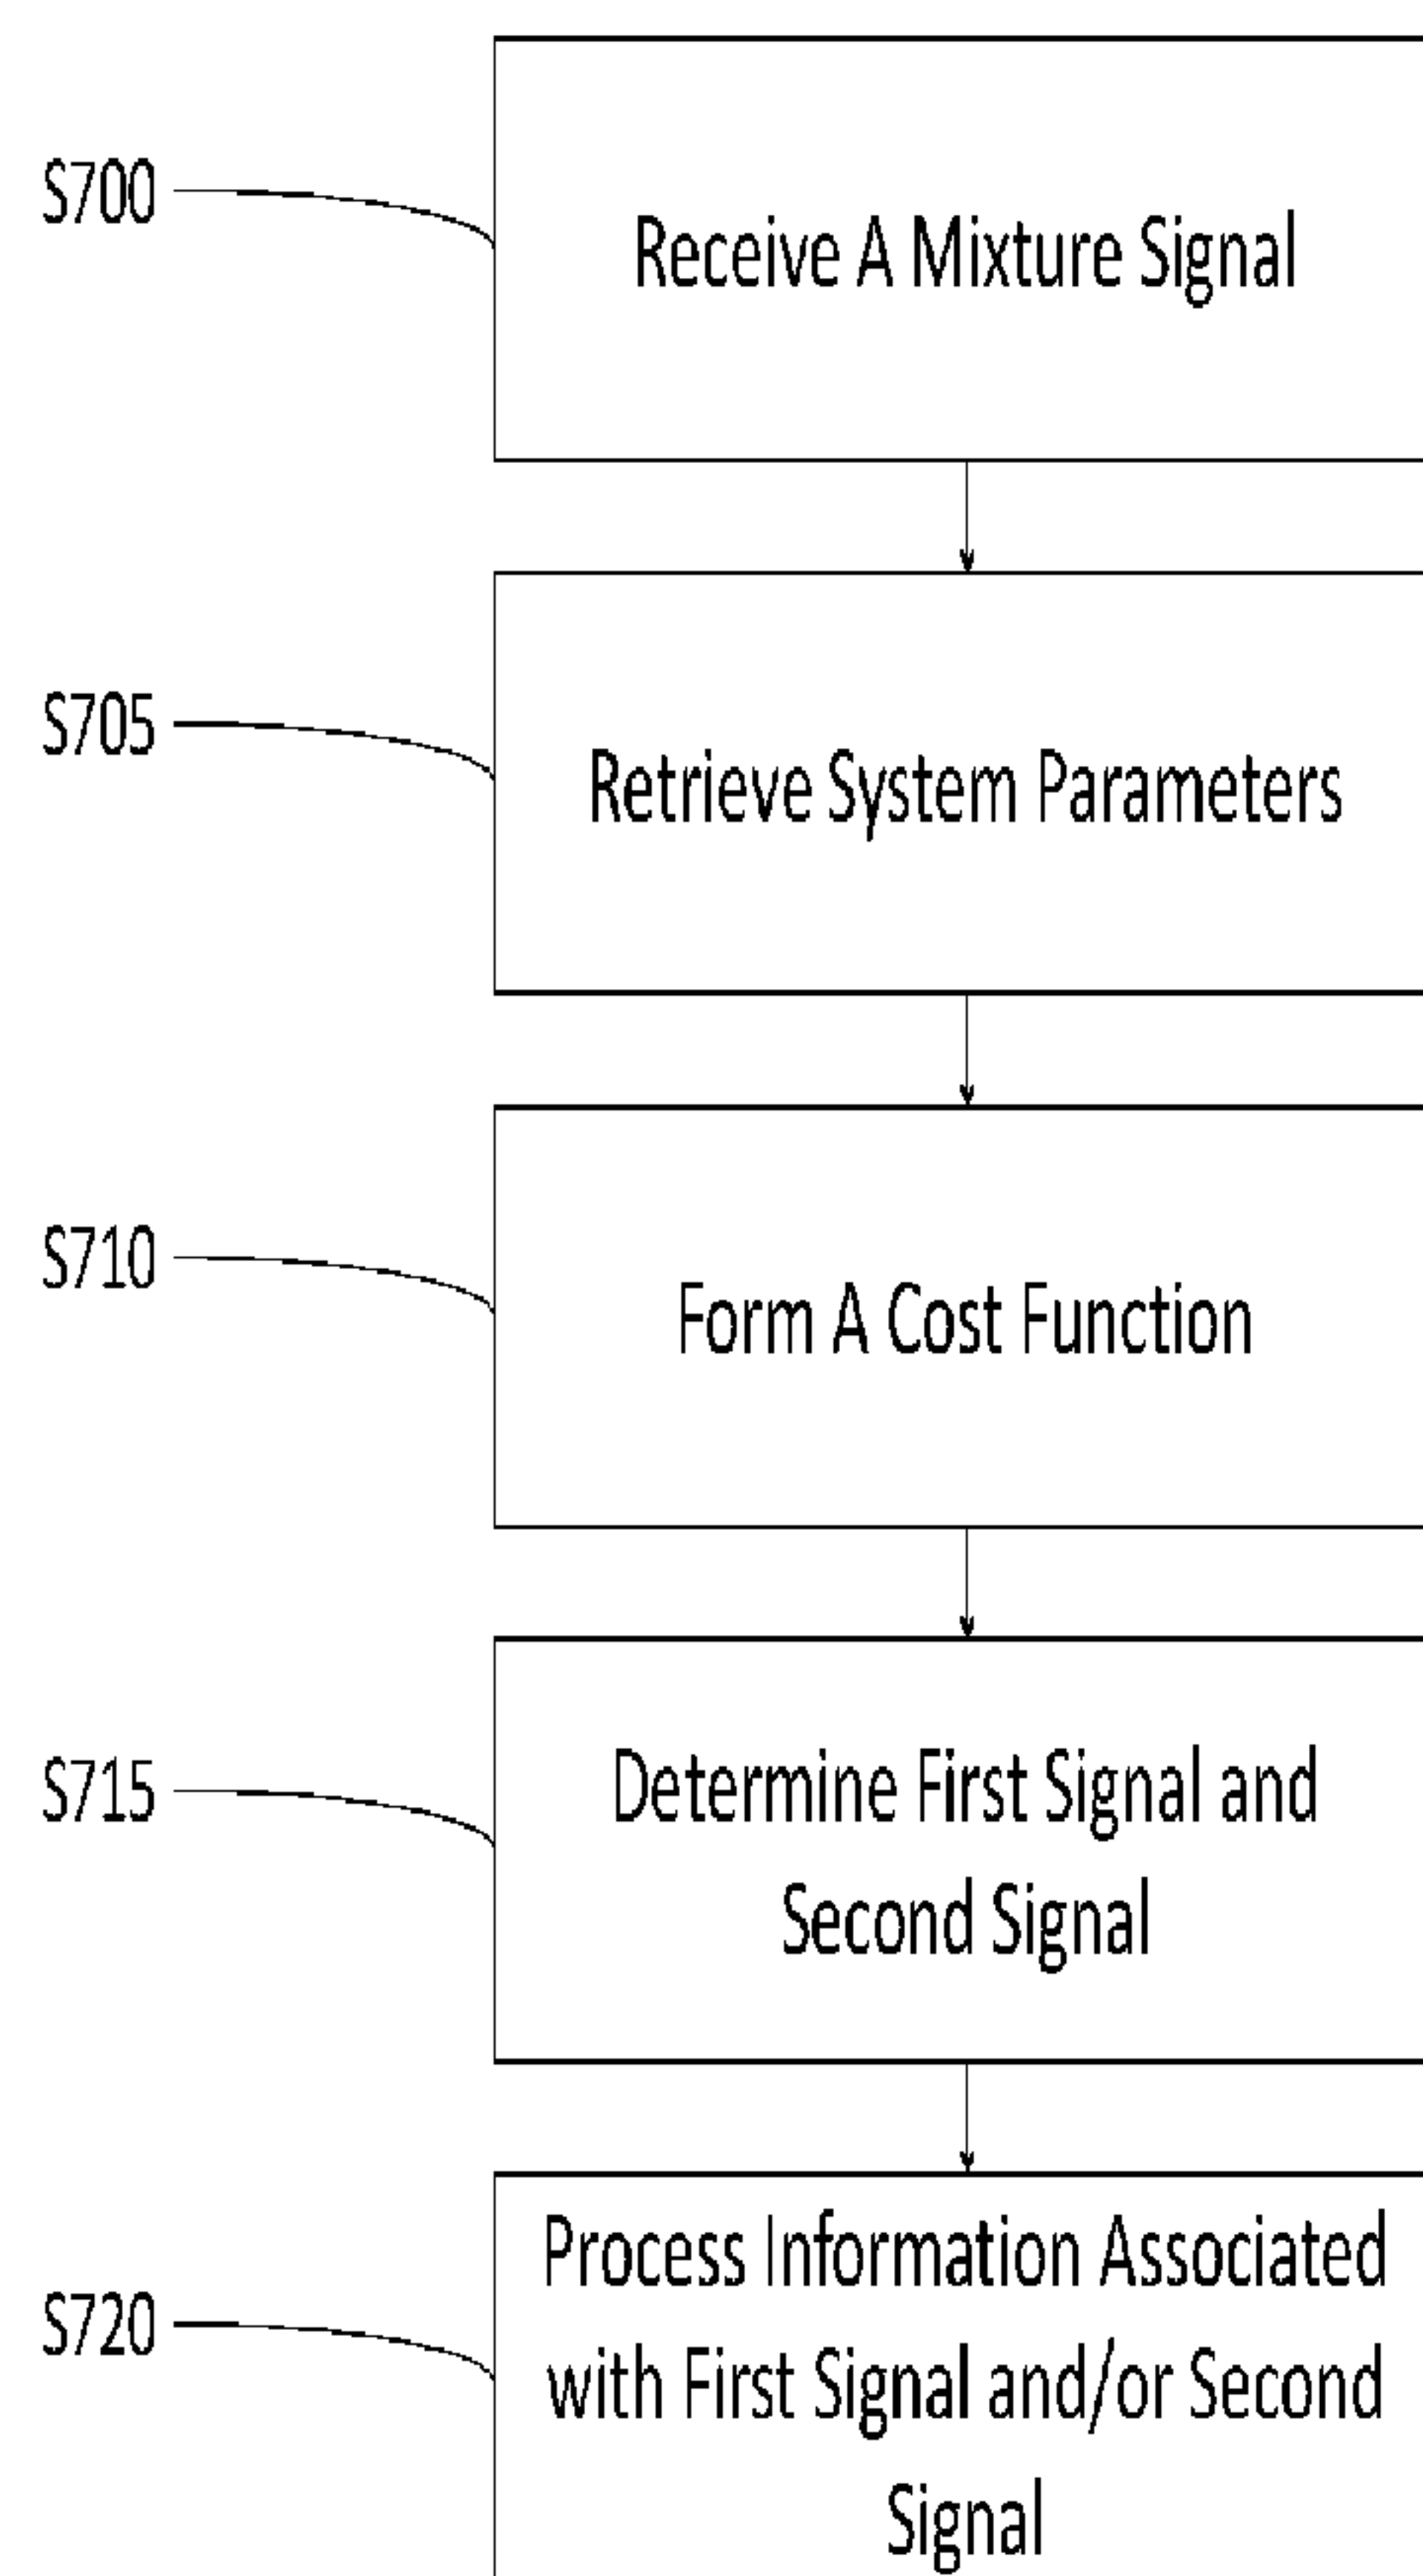 S700
Receive A Mixture Signal
S705
Retrieve System Parameters
S710
Form A Cost Function
S715
Determine First Signal and
Second Signal
S720
Process Information Associated
with First Signal and/or Second
Signal